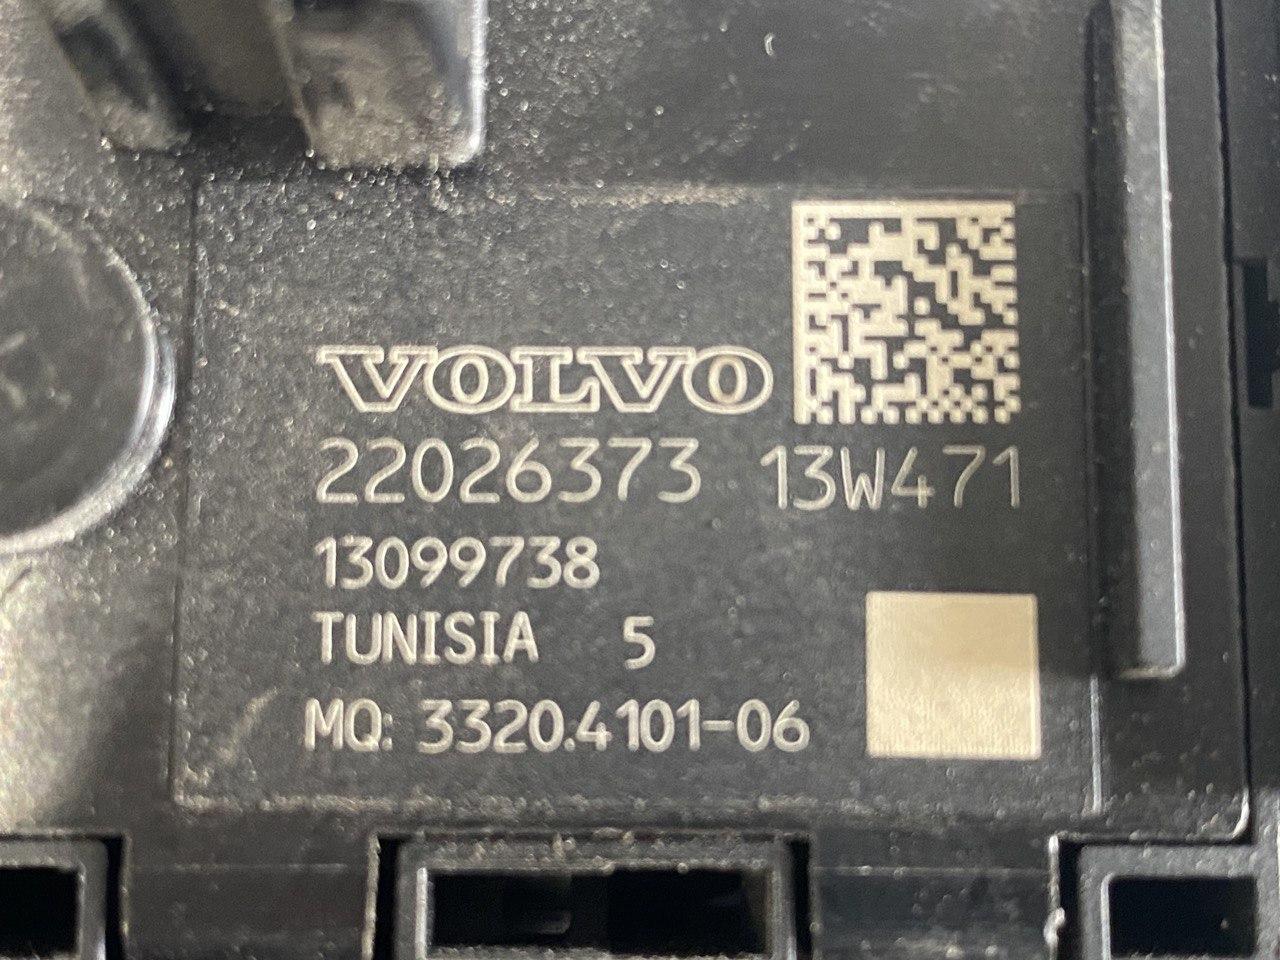 VOLVO
22026373 13W471
13099738
TUNISIA 5
MQ: 3320.4101-06